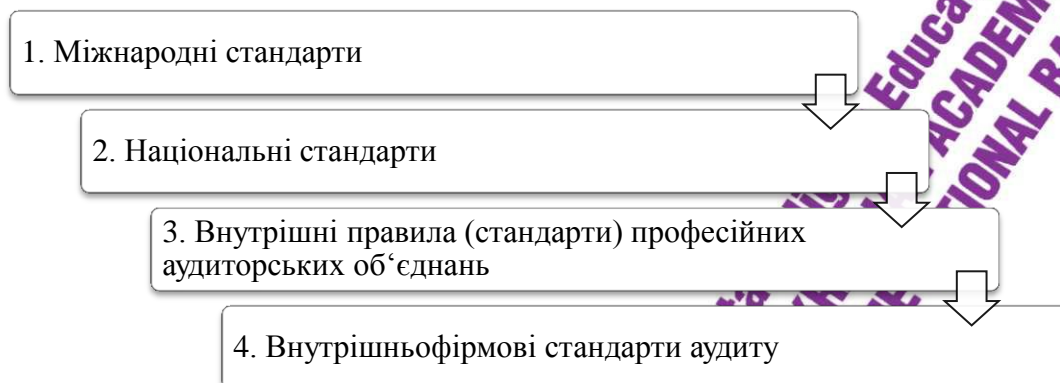 1. Міжнародні стандарти
2. Національні стандарти
3. Внутрішні правила (стандарти) професійних
аудиторських об‘єднань
4. Внутрішньофірмові стандарти аудиту